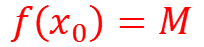 f(x₀) = M